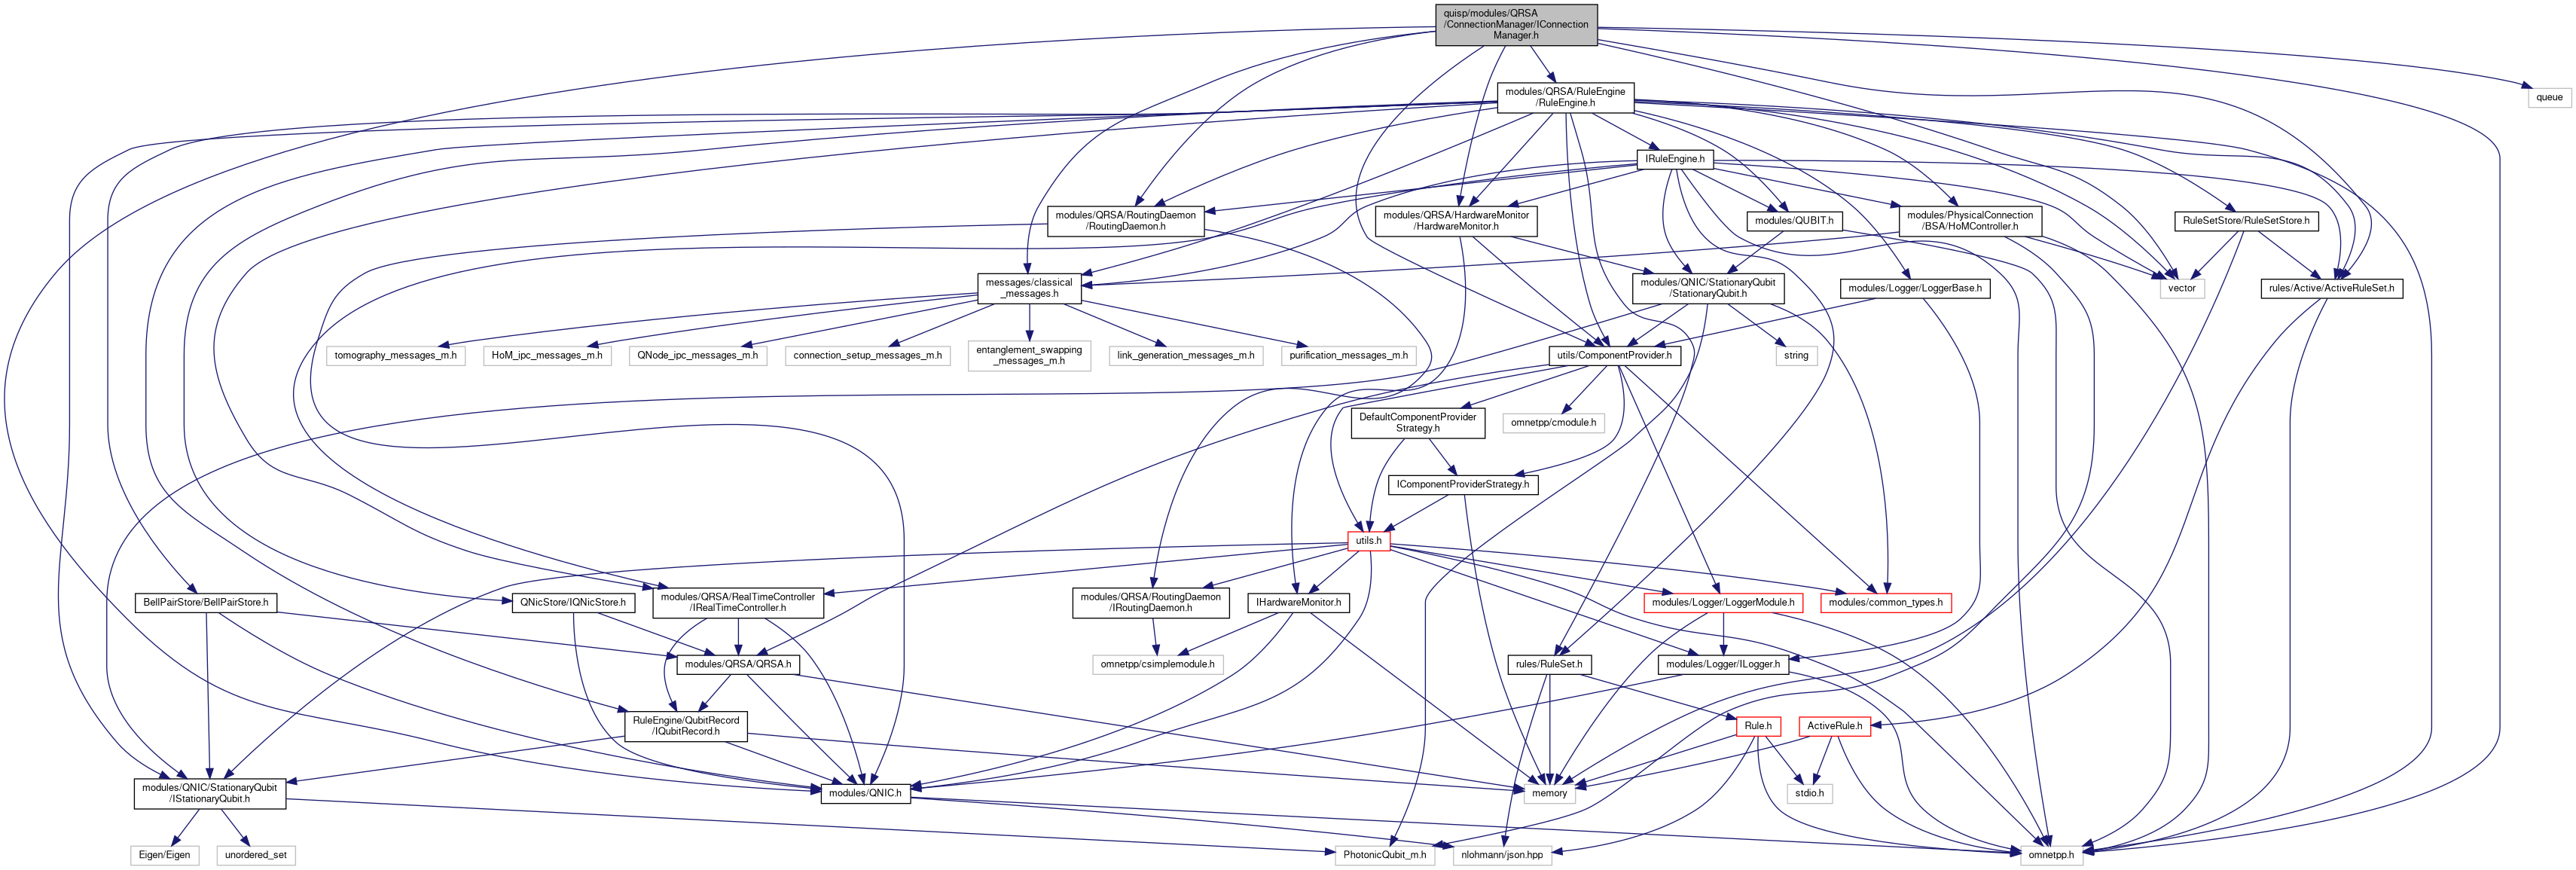 quisp/modules/QRSA
/ConnectionManager/IConnection
Manager.h
modules/QRSA/RuleEngine
/RuleEngine.h
queue
IRuleEngine.h
modules/QRSA/RoutingDaemon
/RoutingDaemon.h
modules/QRSA/HardwareMonitor
/HardwareMonitor.h
modules/QUBIT.h
modules/PhysicalConnection
/BSA/HoMController.h
RuleSetStore/RuleSetStore.h
messages/classical
_messages.h
modules/QNIC/StationaryQubit
/StationaryQubit.h
modules/Logger/LoggerBase.h
vector
rules/Active/ActiveRuleSet.h
tomography_messages_m.h
HoM_ipc_messages_m.h
QNode_ipc_messages_m.h
connection_setup_messages_m.h
entanglement_swapping
_messages_m.h
link_generation_messages_m.h
purification_messages_m.h
utils/ComponentProvider.h
string
DefaultComponentProvider
Strategy.h
omnetpp/cmodule.h
IComponentProviderStrategy.h
utils.h
BellPairStore/BellPairStore.h
QNicStore/IQNicStore.h
modules/QRSA/RealTimeController
/IRealTimeController.h
modules/QRSA/RoutingDaemon
/IRoutingDaemon.h
IHardwareMonitor.h
modules/Logger/LoggerModule.h
modules/common_types.h
modules/QRSA/QRSA.h
omnetpp/csimplemodule.h
rules/RuleSet.h
modules/Logger/ILogger.h
RuleEngine/QubitRecord
/IQubitRecord.h
Rule.h
ActiveRule.h
modules/QNIC/StationaryQubit
/IStationaryQubit.h
modules/QNIC.h
memory
stdio.h
Eigen/Eigen
unordered_set
PhotonicQubit_m.h
nlohmann/json.hpp
omnetpp.h